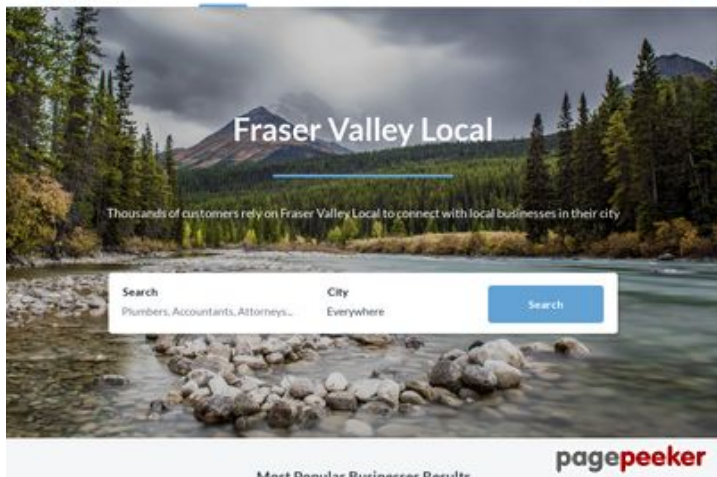 Fraser Valley Local
Thousands of customers rely on Fraser Valley Local to connect with local businesses in their city
Search
City
Plumbers, Accountants, Attorneys...
Everywhere
Search
Most Popular Businesses Results
pagepeeker